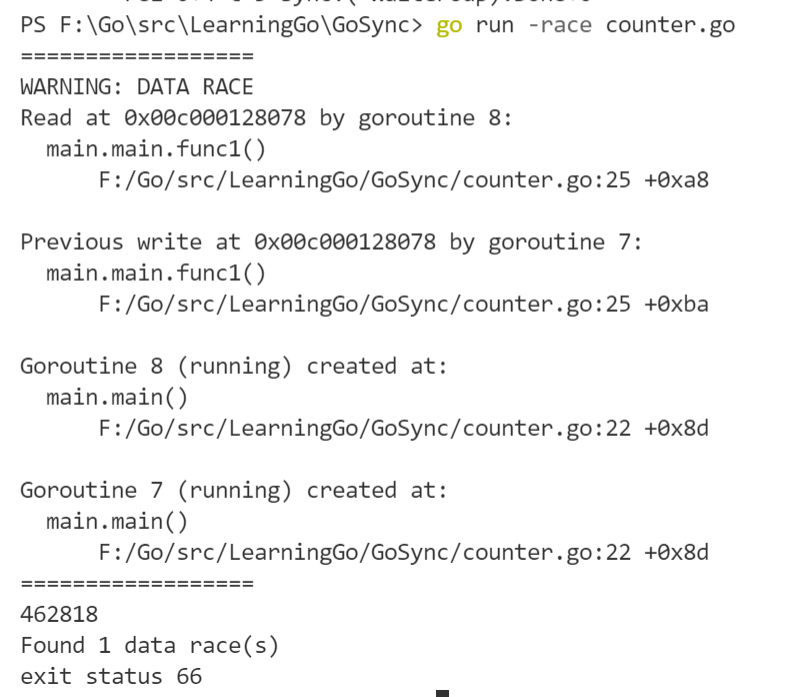 PS F:\Go\src\LearningGo\GoSync> go run -race counter.go
==================
WARNING: DATA RACE
Read at 0x00c000128078 by goroutine 8:
  main.main.func1()
      F:/Go/src/LearningGo/GoSync/counter.go:25 +0xa8

Previous write at 0x00c000128078 by goroutine 7:
  main.main.func1()
      F:/Go/src/LearningGo/GoSync/counter.go:25 +0xba

Goroutine 8 (running) created at:
  main.main()
      F:/Go/src/LearningGo/GoSync/counter.go:22 +0x8d

Goroutine 7 (running) created at:
  main.main()
      F:/Go/src/LearningGo/GoSync/counter.go:22 +0x8d
==================
462818
Found 1 data race(s)
exit status 66